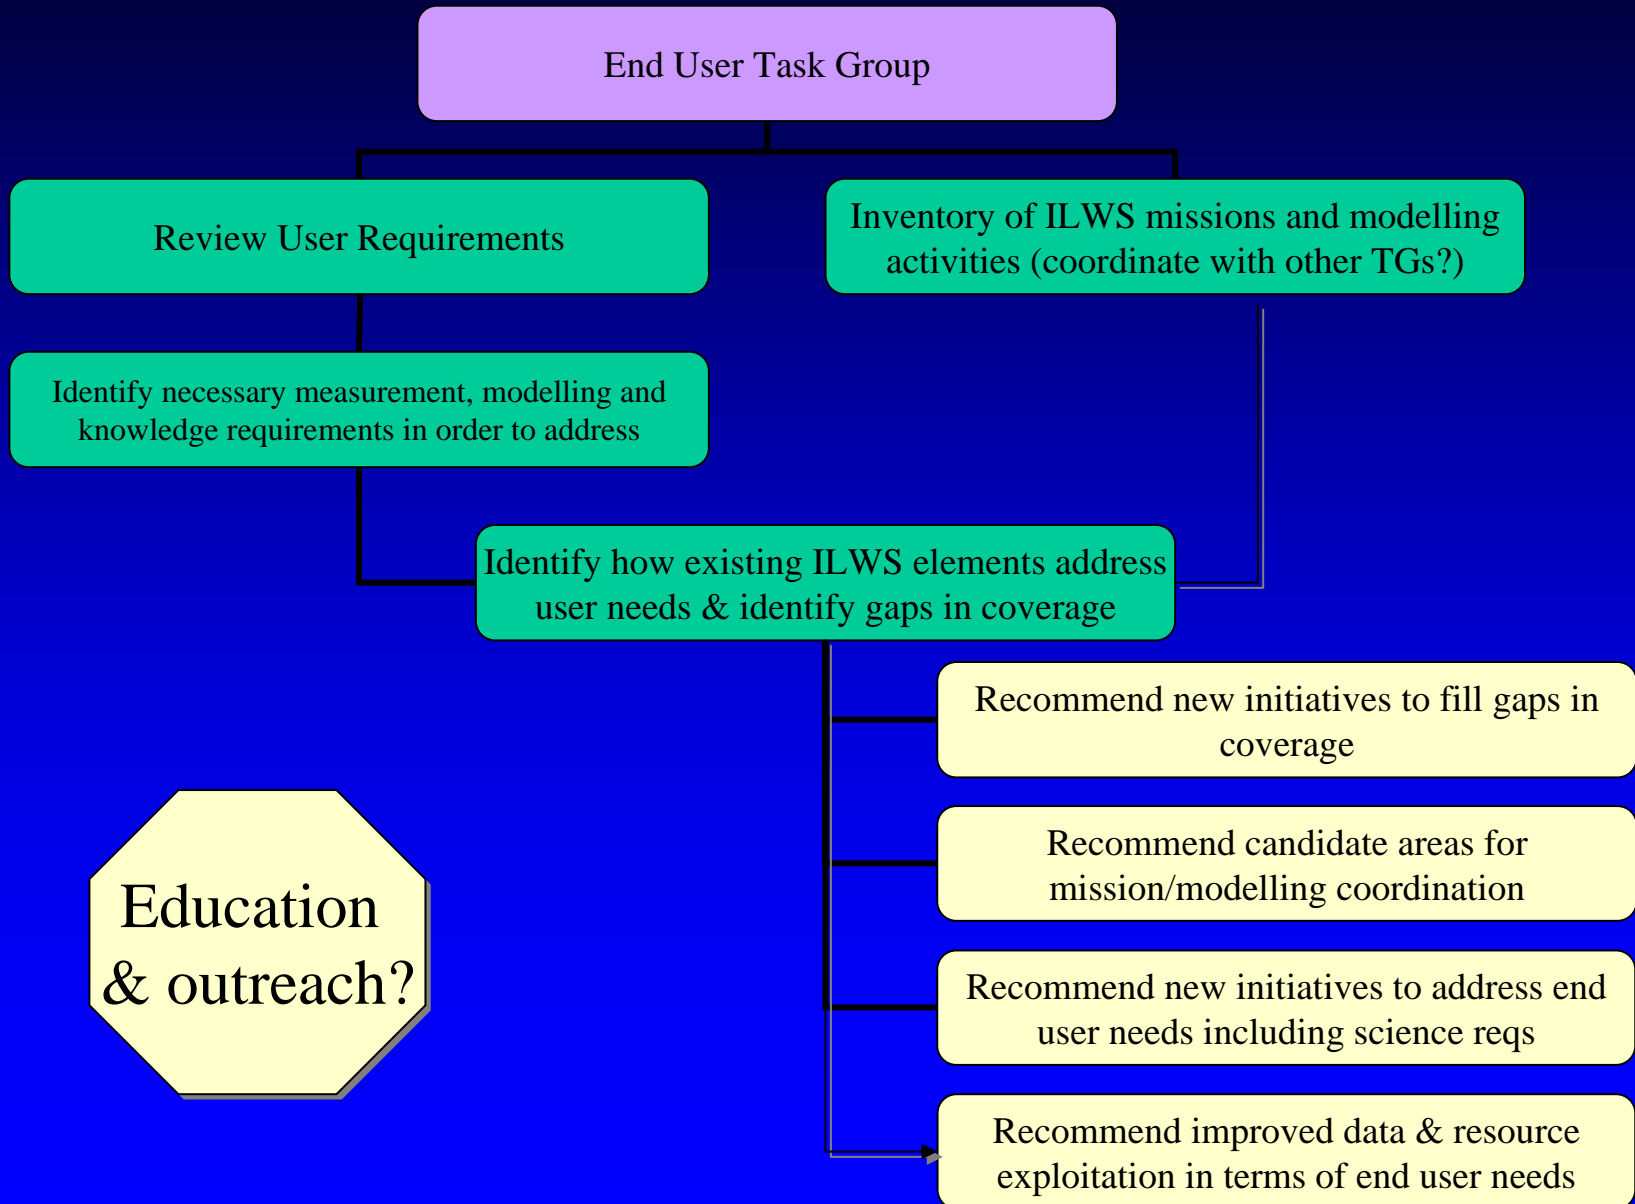 End User Task Group
Review User Requirements
Inventory of ILWS missions and modelling
activities (coordinate with other TGs?)
Identify necessary measurement, modelling and
knowledge requirements in order to address
Identify how existing ILWS elements address
user needs & identify gaps in coverage
Recommend new initiatives to fill gaps in
coverage
Recommend candidate areas for
mission/modelling coordination
Education
& outreach?
Recommend new initiatives to address end
user needs including science reqs
Recommend improved data & resource
exploitation in terms of end user needs